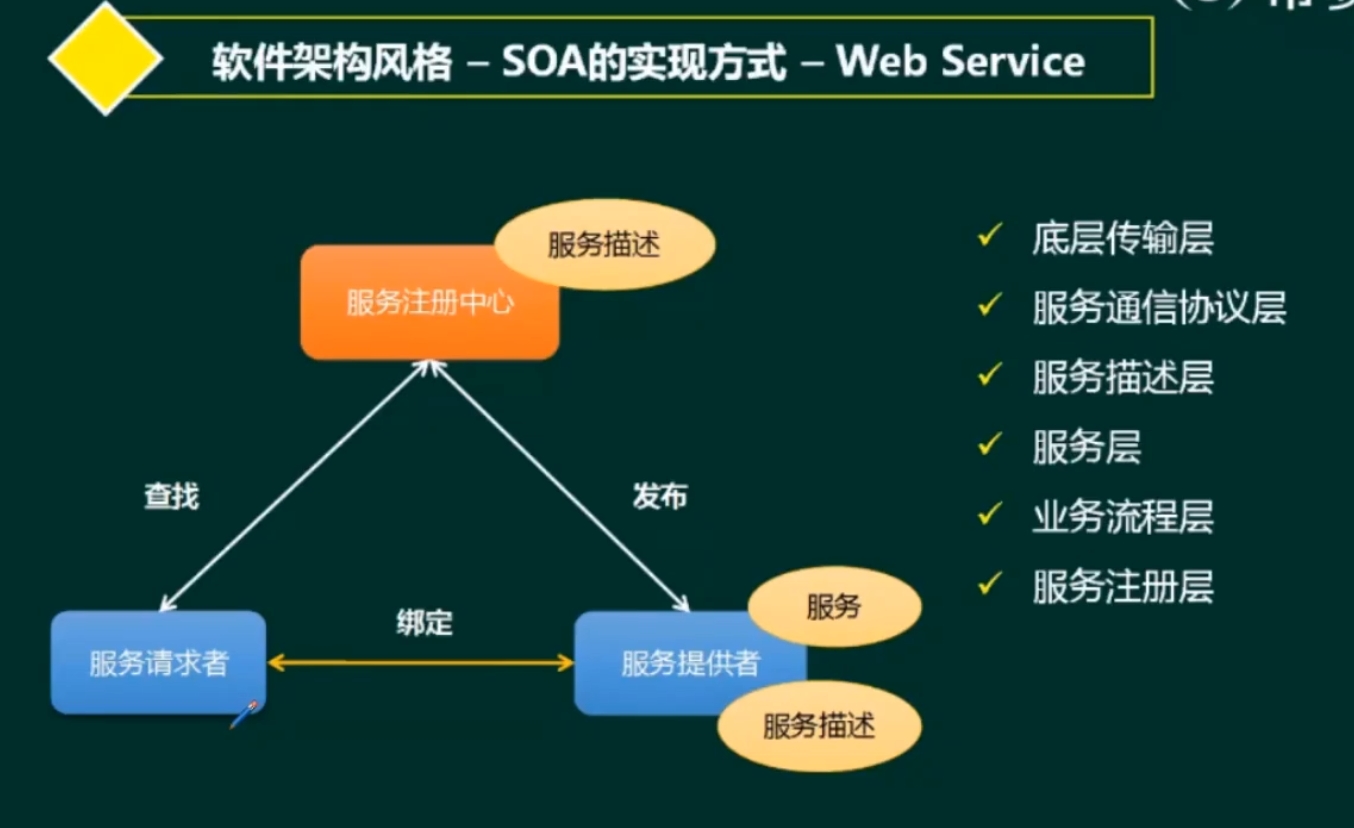 软件架构风格 – SOA的实现方式 – Web Service
服务描述
服务注册中心
查找
发布
绑定
服务请求者
服务提供者
服务
服务描述
✓ 底层传输层
✓ 服务通信协议层
✓ 服务描述层
✓ 服务层
✓ 业务流程层
✓ 服务注册层